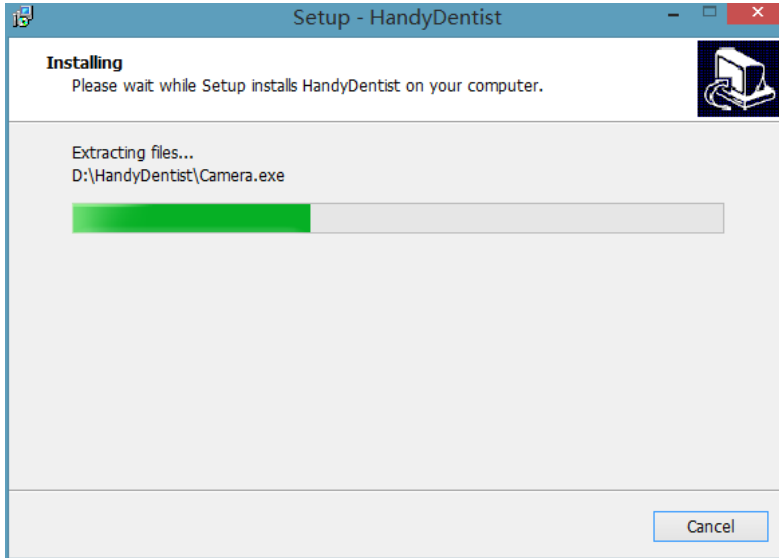 Setup - HandyDentist
Installing
Please wait while Setup installs HandyDentist on your computer.
Extracting files...
D:\HandyDentist\Camera.exe
Cancel